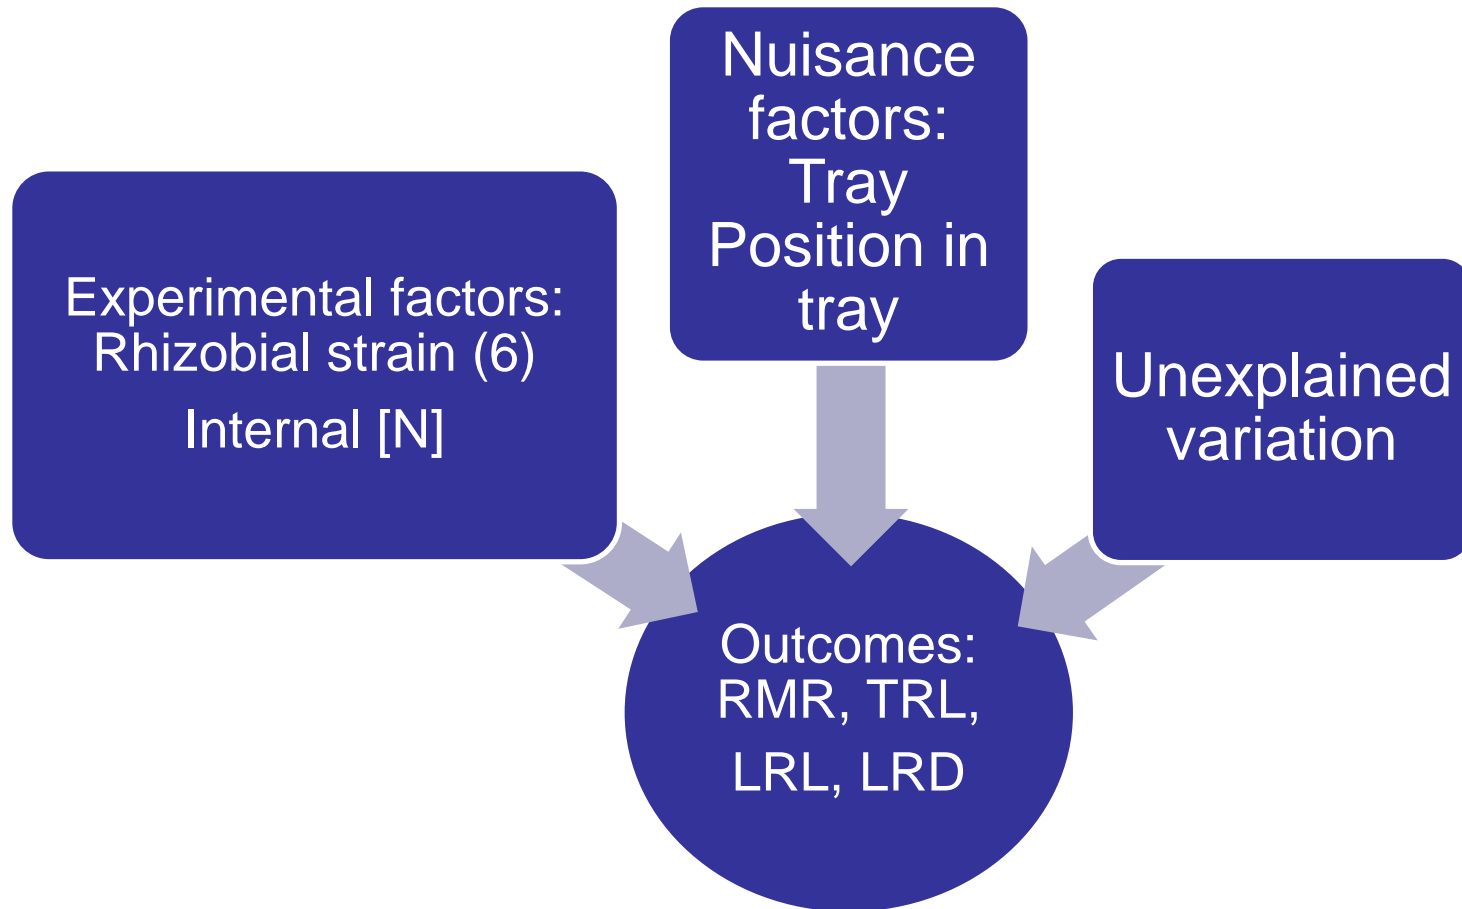 Nuisance
factors:
Tray
Position in
tray
Experimental factors:
Rhizobial strain (6)
Internal [N]
Unexplained
variation
Outcomes:
RMR, TRL,
LRL, LRD